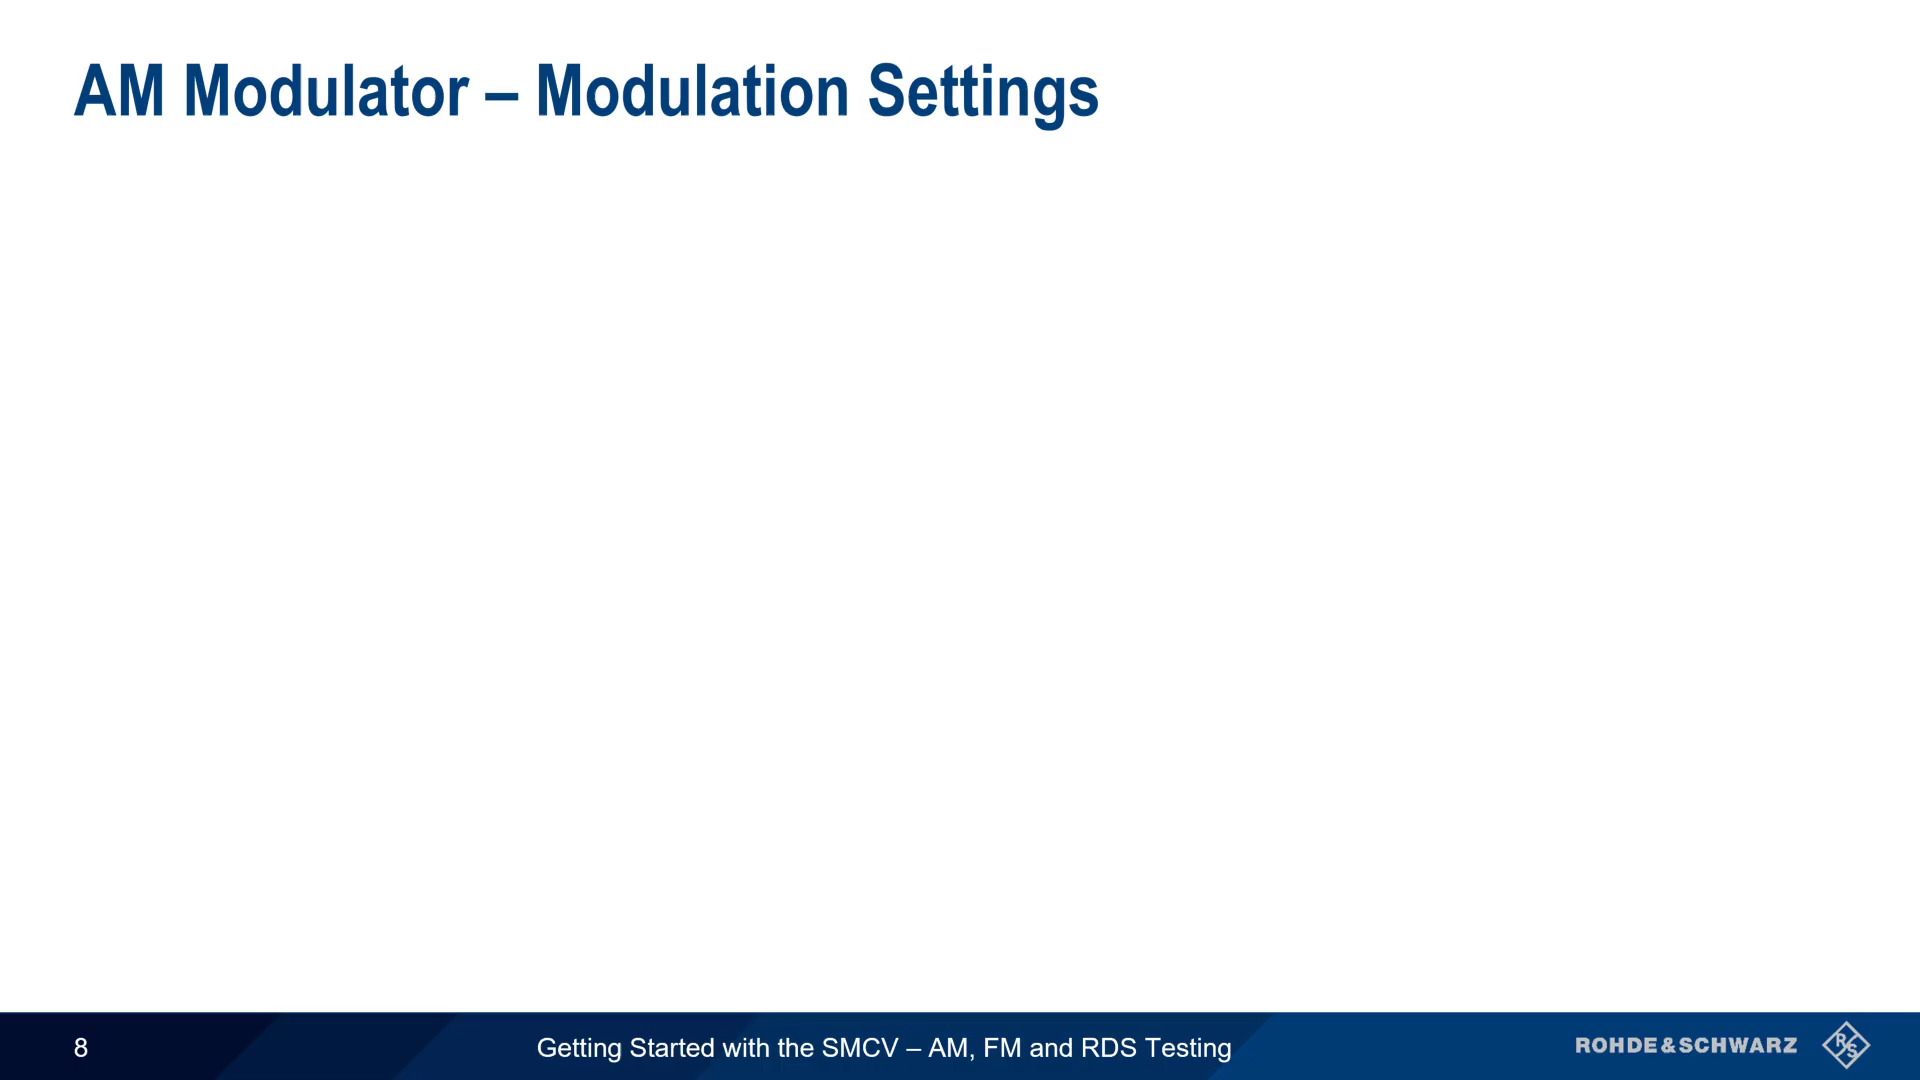 AM Modulator – Modulation Settings
8
Getting Started with the SMCV – AM, FM and RDS Testing
ROHDE&SCHWARZ
R&S